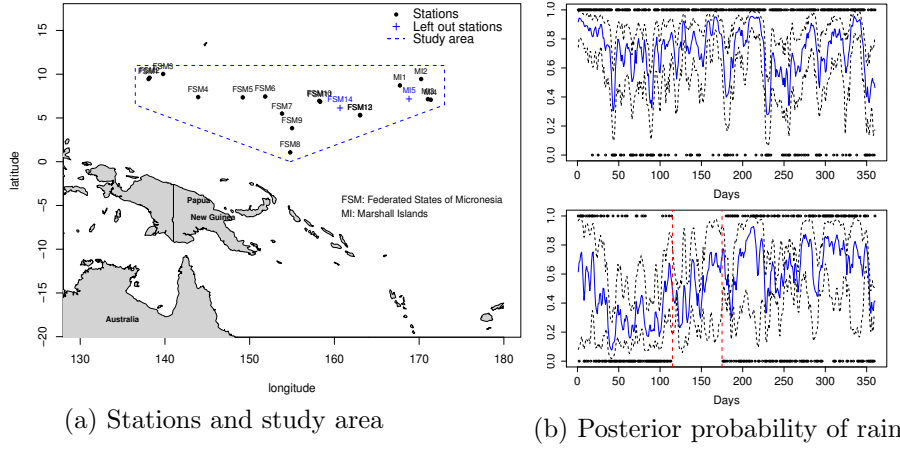 Stations
Left out stations
Study area
FSM3
MI2
MI1
FSM4
FSM5
FSM6
FSM14
MI5
FSM7
FSM9
FSM8
FSM: Federated States of Micronesia
MI: Marshall Islands
Papua
New Guinea
Australia
latitude
15
10
5
0
−5
−10
−15
−20
130
140
150
160
170
180
longitude
(a) Stations and study area
0.0
0.2
0.4
0.6
0.8
1.0
0
50
100
150
200
250
300
350
Days
0.0
0.2
0.4
0.6
0.8
1.0
0
50
100
150
200
250
300
350
Days
(b) Posterior probability of rain